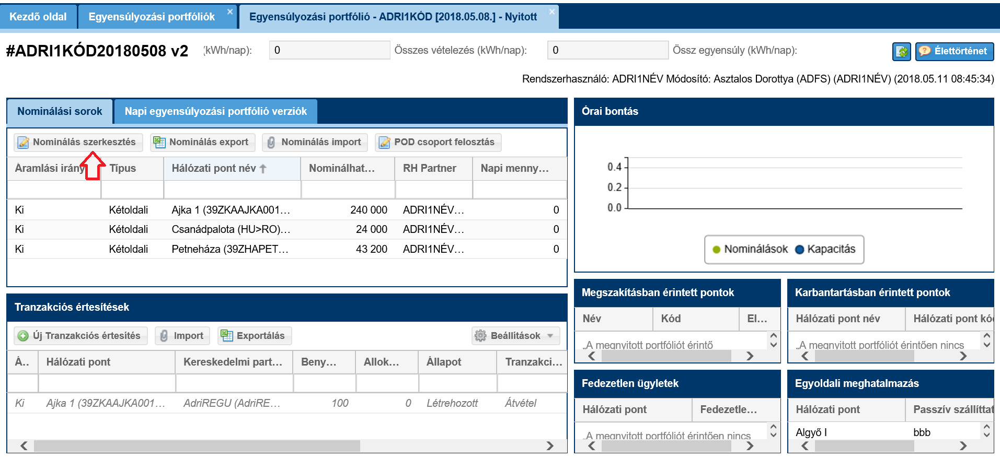 Kezdő oldal
Egyensúlyozási portfóliók
Egyensúlyozási portfólió - ADRI1KÓD [2018.05.08.] - Nyitott
#ADRI1KÓD20180508 v2
(kWh/nap):
0
Összes vételezés (kWh/nap):
0
Össz egyensúly (kWh/nap):
Élettörténet
Rendszerhasználó: ADRI1NÉV Módosító: Asztalos Dorottya (ADFS) (ADRI1NÉV) (2018.05.11 08:45:34)
Nominálási sorok
Napi egyensúlyozási portfólió verziók
Nominálás szerkesztés
Nominálás export
Nominálás import
POD csoport felosztás
Áramlási irány
Típus
Hálózati pont név
Nominálhat…
RH Partner
Napi menny…
Ki Kétoldali Ajka 1 (39ZKAAJKA001… 240 000 ADRI1NÉV… 0
Ki Kétoldali Csanádpalota (HU>RO)… 24 000 ADRI1NÉV… 0
Ki Kétoldali Petneháza (39ZHAPET… 43 200 ADRI1NÉV… 0
Órai bontás
0.4
0.2
0.0
Nominálások
Kapacitás
Tranzakciós értesítések
Új Tranzakciós értesítés
Import
Exportálás
Beállítások
Á..
Hálózati pont
Kereskedelmi part…
Beny…
Allok…
Állapot
Tranzakci…
Ki Ajka 1 (39ZKAAJKA001… AdriREGU (AdriRE… 100 0 Létrehozott Átvétel
Megszakításban érintett pontok
Név
Kód
El…
„A megnyitott portfóliót érintő
Karbantartásban érintett pontok
Hálózati pont név
Hálózati pont kód
„A megnyitott portfóliót érintően nincs
Fedezetlen ügyletek
Hálózati pont
Fedezetle…
„A megnyitott portfóliót érintően nincs
Egyoldali meghatalmazás
Hálózati pont
Passzív szállíttat
Algyő I
bbb